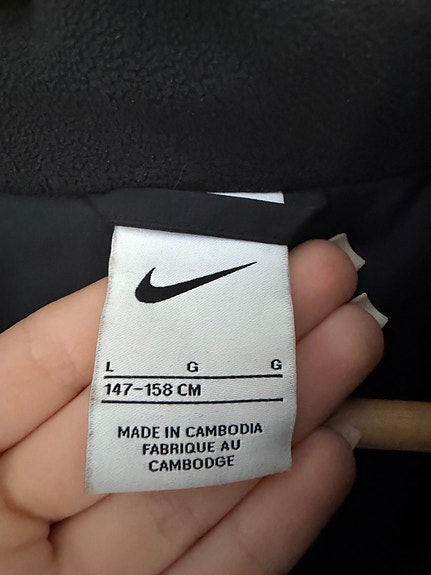 L G G
147-158 CM
MADE IN CAMBODIA
FABRIQUE AU
CAMBODGE